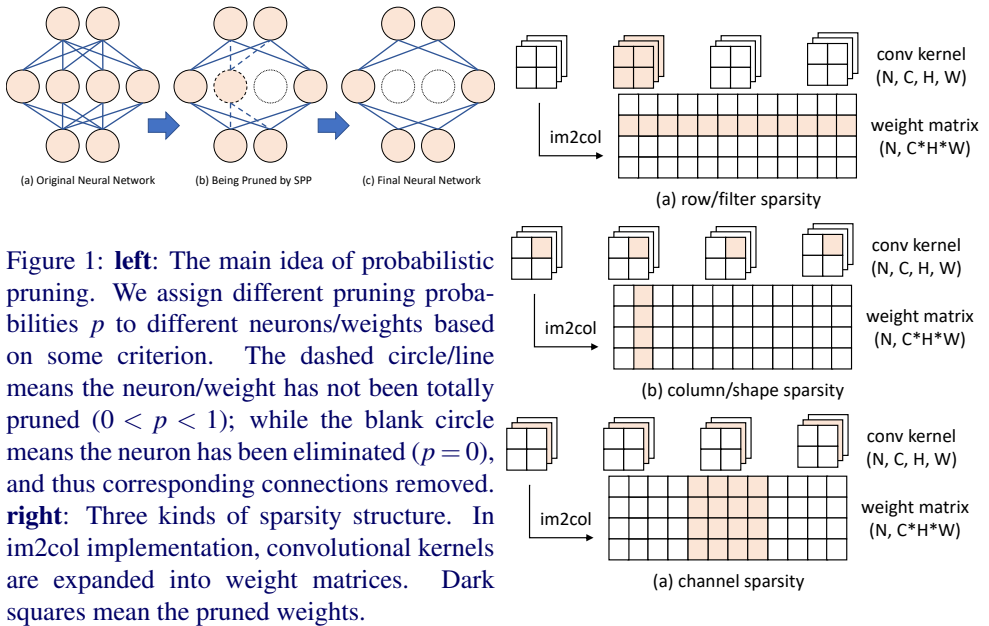 (a) Original Neural Network
(b) Being Pruned by SPP
(c) Final Neural Network
Figure 1: left: The main idea of probabilistic
pruning. We assign different pruning proba-
bilities p to different neurons/weights based
on some criterion. The dashed circle/line
means the neuron/weight has not been totally
pruned (0 < p < 1); while the blank circle
means the neuron has been eliminated (p = 0),
and thus corresponding connections removed.
right: Three kinds of sparsity structure. In
im2col implementation, convolutional kernels
are expanded into weight matrices. Dark
squares mean the pruned weights.
conv kernel
(N, C, H, W)
im2col
weight matrix
(N, C*H*W)
(a) row/filter sparsity
conv kernel
(N, C, H, W)
im2col
weight matrix
(N, C*H*W)
(b) column/shape sparsity
conv kernel
(N, C, H, W)
im2col
weight matrix
(N, C*H*W)
(a) channel sparsity